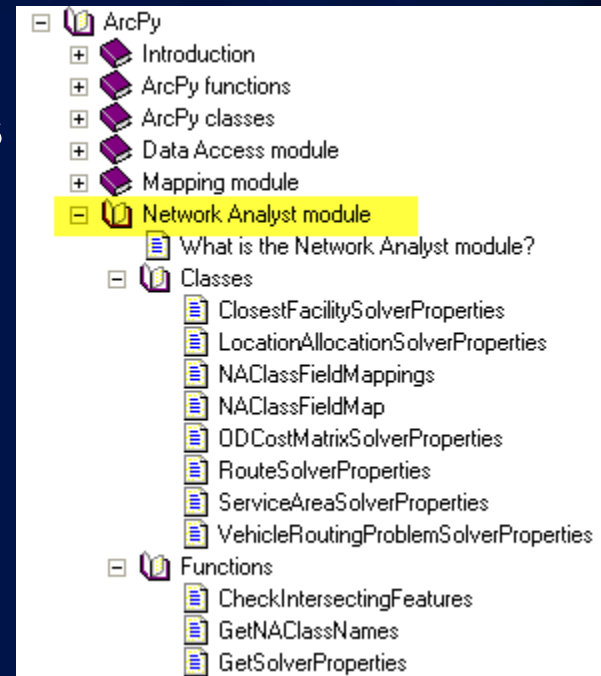 ArcPy
Introduction
ArcPy functions
ArcPy classes
Data Access module
Mapping module
Network Analyst module
What is the Network Analyst module?
Classes
ClosestFacilitySolverProperties
LocationAllocationSolverProperties
NAClassFieldMappings
NAClassFieldMap
ODCostMatrixSolverProperties
RouteSolverProperties
ServiceAreaSolverProperties
VehicleRoutingProblemSolverProperties
Functions
CheckIntersectingFeatures
GetNAClassNames
GetSolverProperties